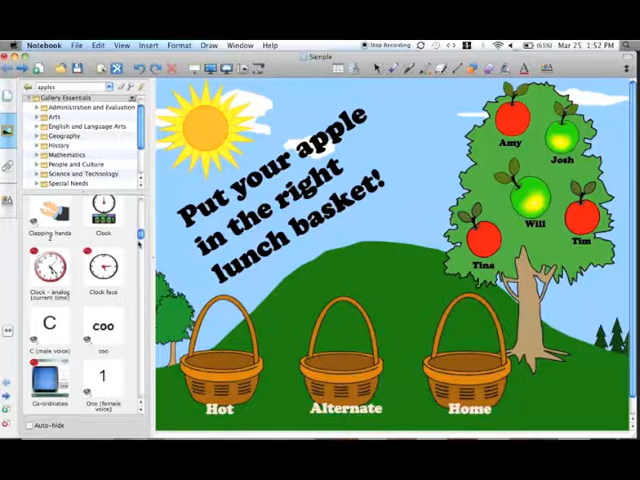 Notebook File Edit View Insert Format Draw Window Help Stop Recording (65%) Mar 25 1:52 PM
Sample
apples
Gallery Essentials
Administration and Evaluation
Arts
English and Language Arts
Geography
History
Mathematics
People and Culture
Science and Technology
Special Needs
Clapping hands 2
Clock
Clock - analog (current time)
Clock face
C
coo
C (male voice)
coo
1
Co-ordinates
One (female voice)
Auto-hide
Put your apple
in the right
lunch basket!
Amy
Josh
Will
Tim
Tina
Hot
Alternate
Home